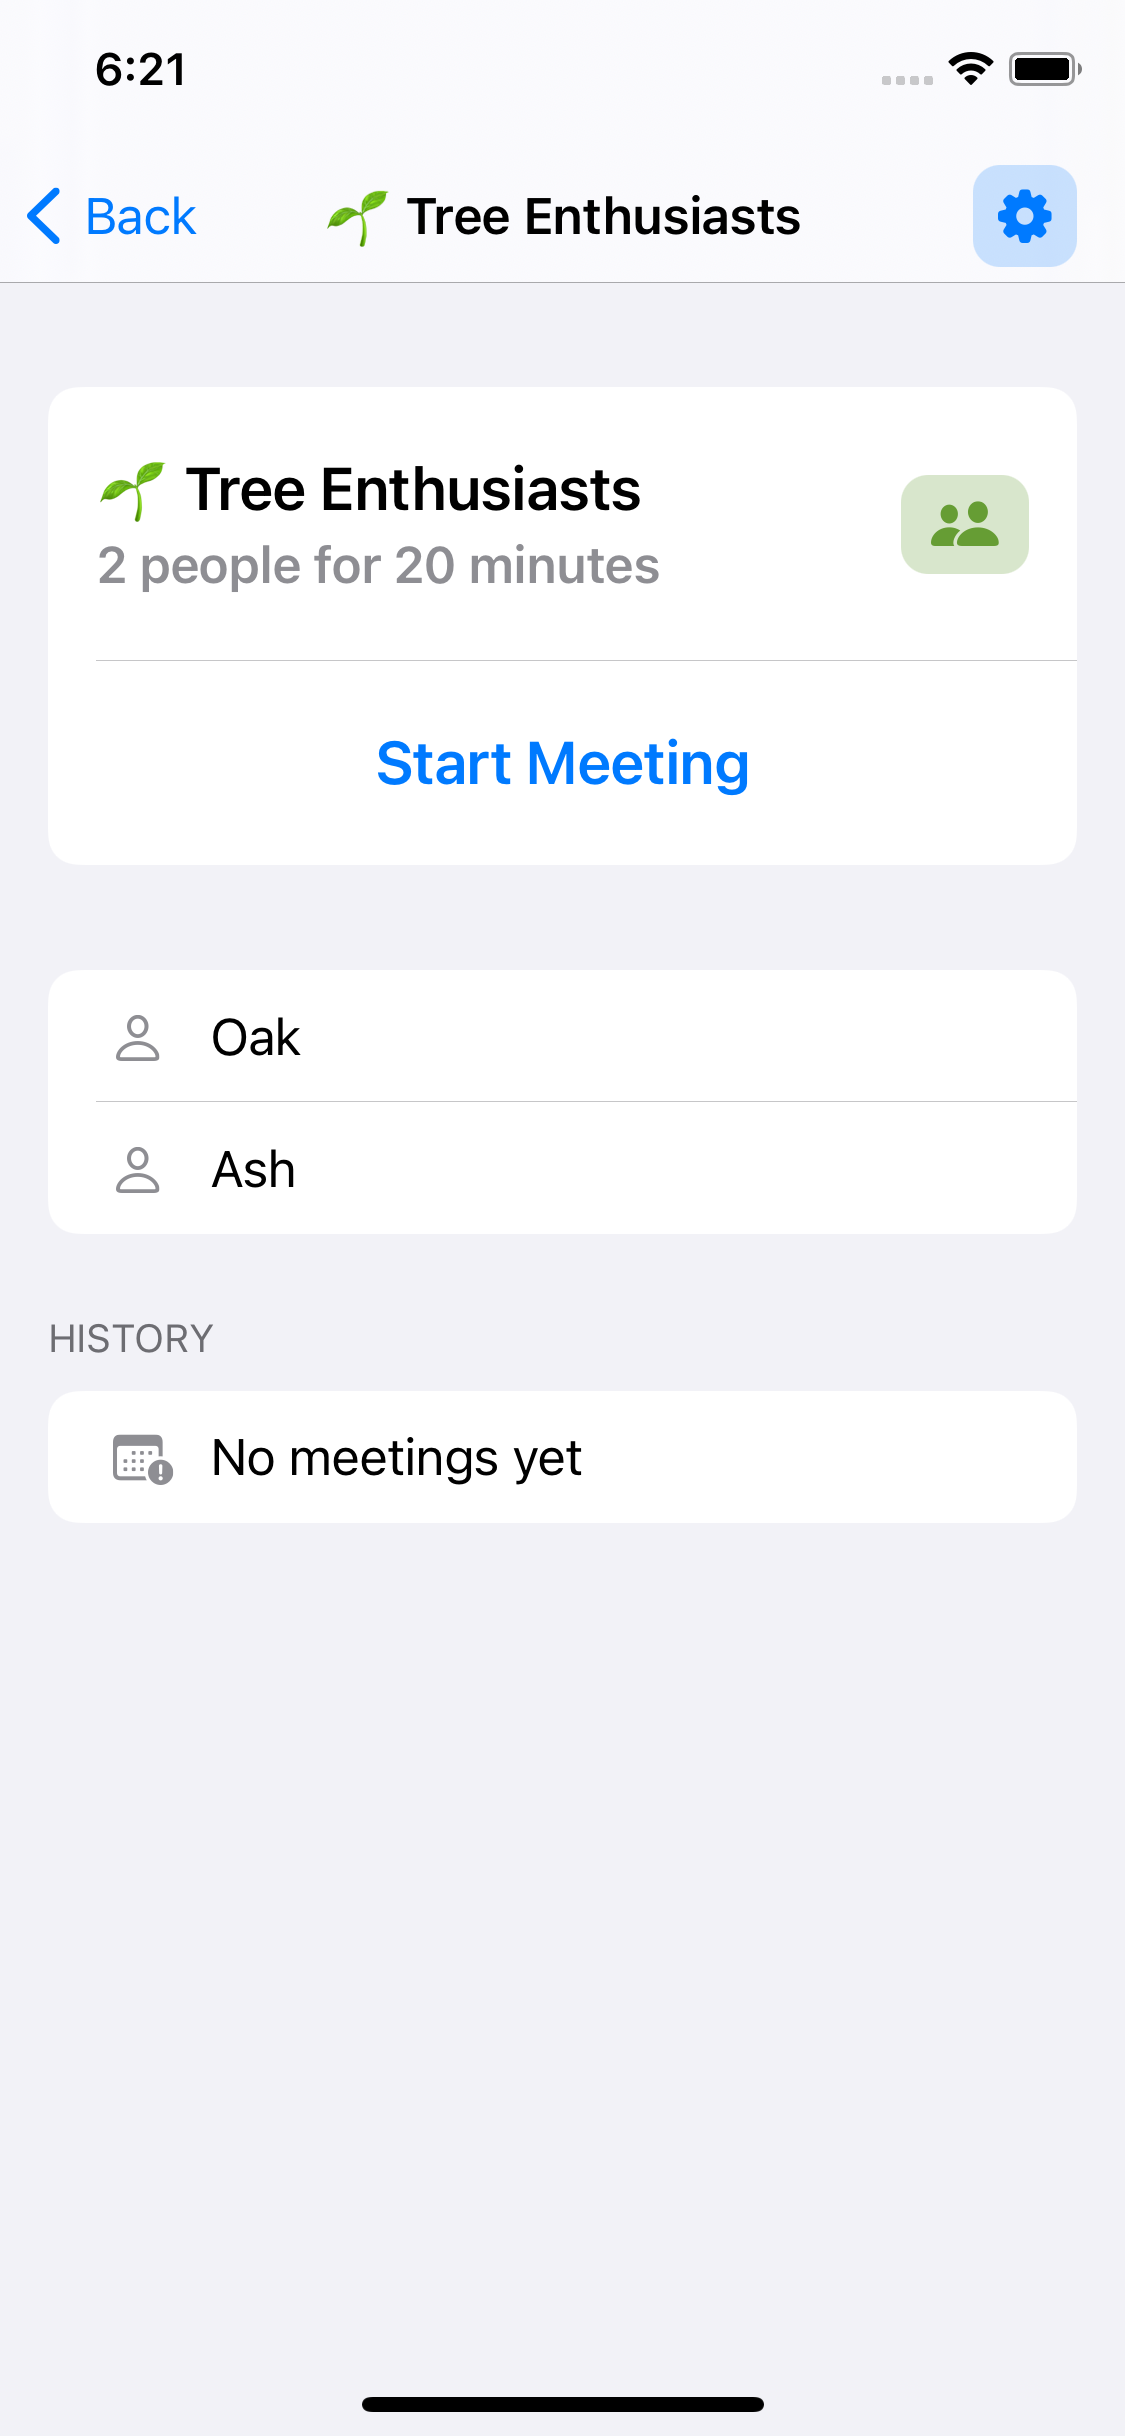 6:21
Back
🌱 Tree Enthusiasts
🌱 Tree Enthusiasts
2 people for 20 minutes
Start Meeting
Oak
Ash
HISTORY
No meetings yet